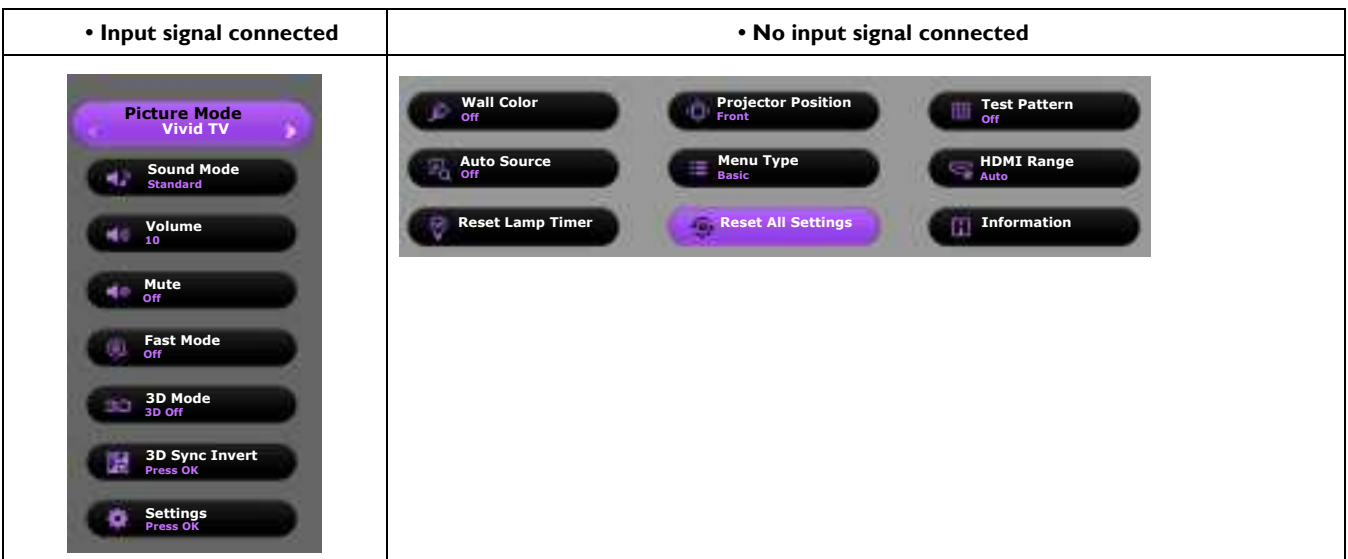 • Input signal connected
• No input signal connected
Picture Mode
Vivid TV
Sound Mode
Standard
Volume
10
Mute
Off
Fast Mode
Off
3D Mode
3D Off
3D Sync Invert
Press OK
Settings
Press OK
Wall Color
Off
Projector Position
Front
Test Pattern
Off
Auto Source
Off
Menu Type
Basic
HDMI Range
Auto
Reset Lamp Timer
Reset All Settings
Information